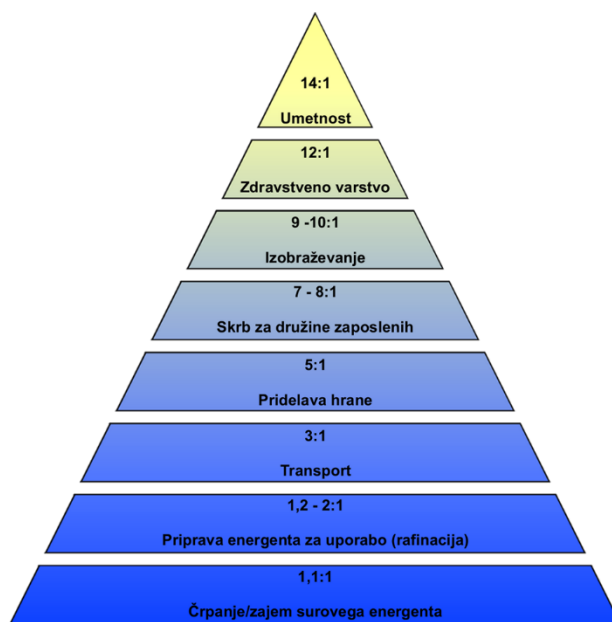 14:1
Umetnost
12:1
Zdravstveno varstvo
9 -10:1
Izobraževanje
7 - 8:1
Skrb za družine zaposlenih
5:1
Pridelava hrane
3:1
Transport
1,2 - 2:1
Priprava energenta za uporabo (rafinacija)
1,1:1
Črpanje/zajem surovega energenta